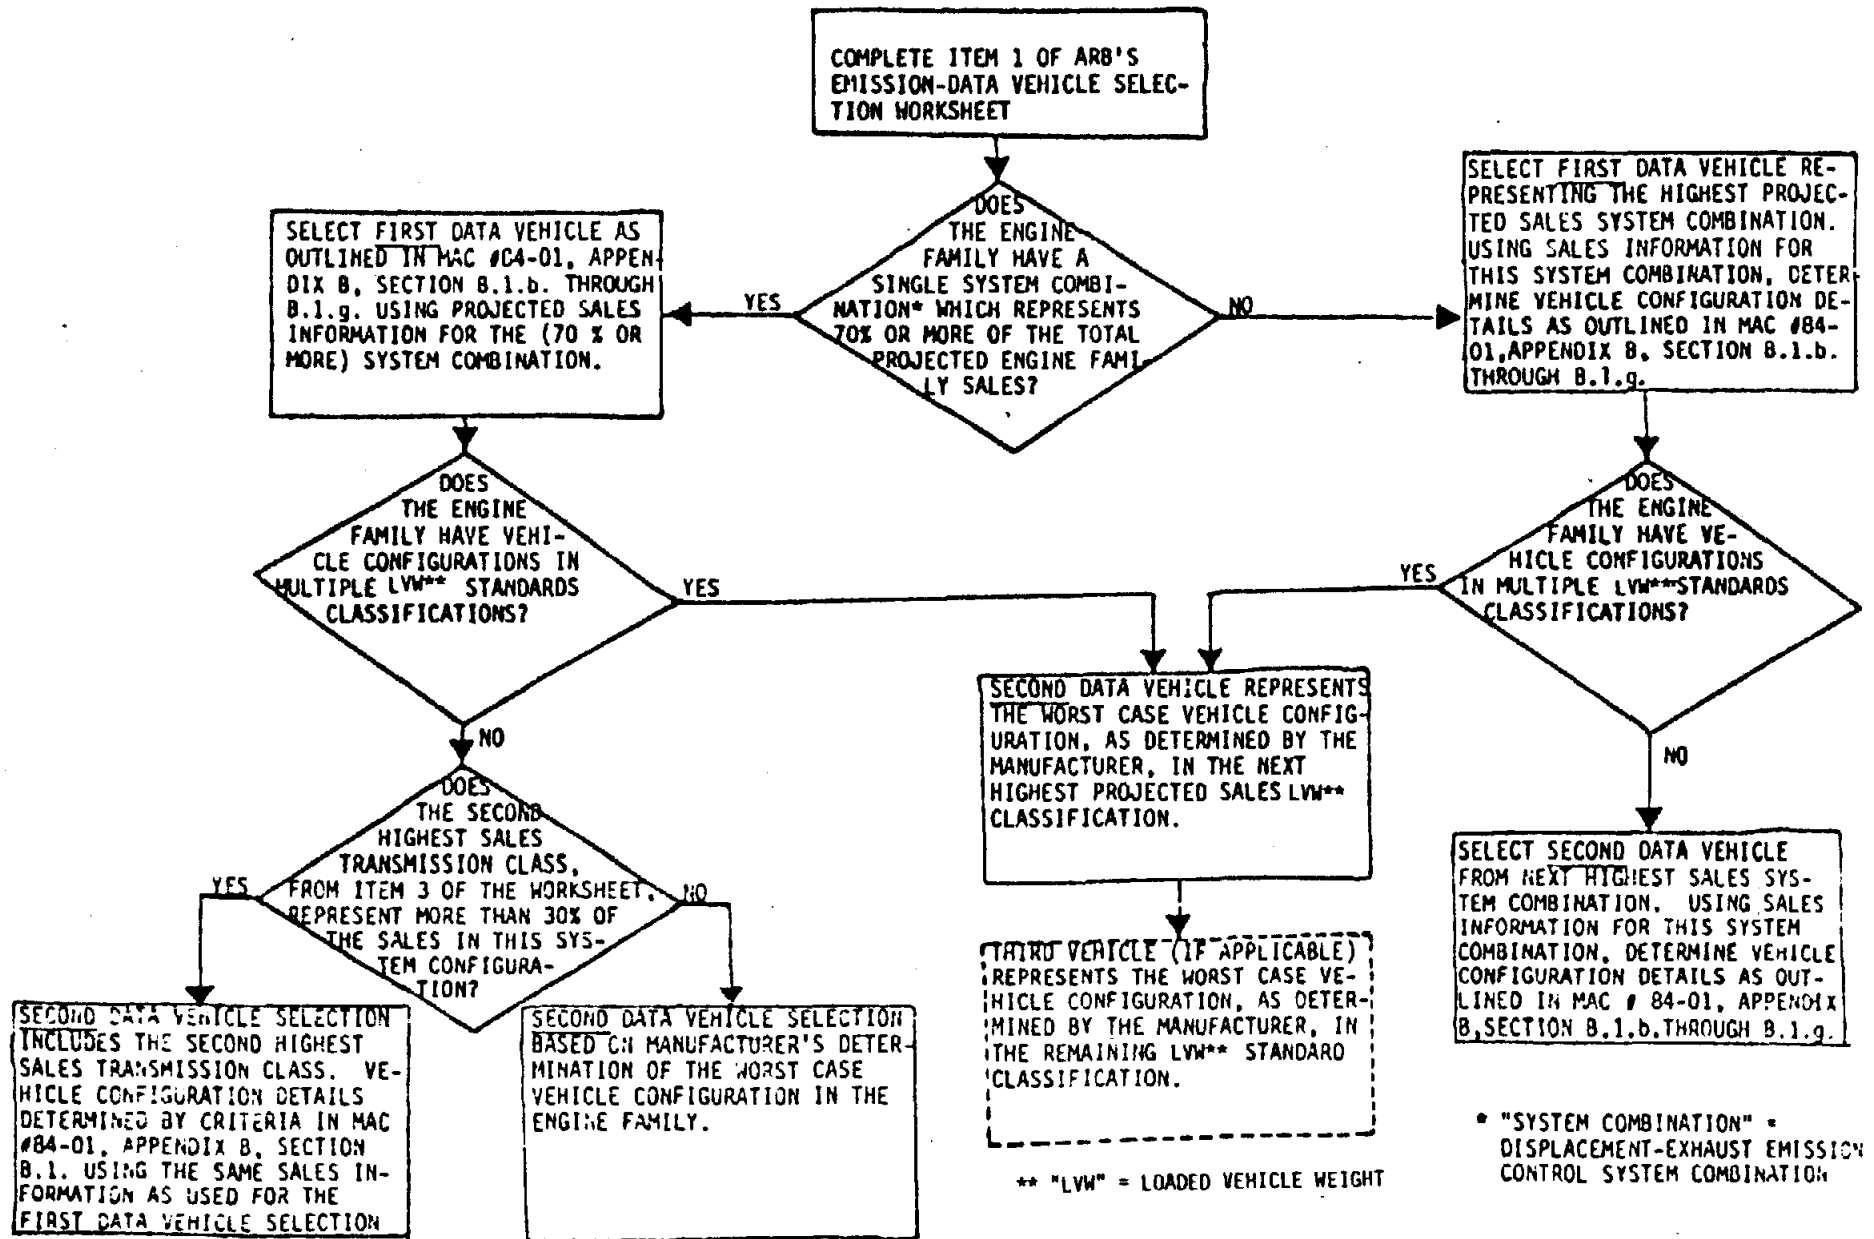 COMPLETE ITEM 1 OF ARB'S
EMISSION-DATA VEHICLE SELEC-
TION WORKSHEET
DOES
THE ENGINE
FAMILY HAVE A
SINGLE SYSTEM COMBI-
NATION* WHICH REPRESENTS
70% OR MORE OF THE TOTAL
PROJECTED ENGINE FAMI-
LY SALES?
YES
NO
SELECT FIRST DATA VEHICLE AS
OUTLINED IN MAC #C4-01, APPEN-
DIX B, SECTION B.1.b. THROUGH
B.1.g. USING PROJECTED SALES
INFORMATION FOR THE (70 % OR
MORE) SYSTEM COMBINATION.
SELECT FIRST DATA VEHICLE RE-
PRESENTING THE HIGHEST PROJEC-
TED SALES SYSTEM COMBINATION.
USING SALES INFORMATION FOR
THIS SYSTEM COMBINATION, DETER-
MINE VEHICLE CONFIGURATION DE-
TAILS AS OUTLINED IN MAC #84-
01,APPENDIX B, SECTION B.1.b.
THROUGH B.1.g.
DOES
THE ENGINE
FAMILY HAVE VEHI-
CLE CONFIGURATIONS IN
MULTIPLE LVW** STANDARDS
CLASSIFICATIONS?
YES
NO
DOES
THE ENGINE
FAMILY HAVE VE-
HICLE CONFIGURATIONS
IN MULTIPLE LVW**STANDARDS
CLASSIFICATIONS?
YES
NO
DOES
THE SECOND
HIGHEST SALES
TRANSMISSION CLASS,
FROM ITEM 3 OF THE WORKSHEET,
REPRESENT MORE THAN 30% OF
THE SALES IN THIS SYS-
TEM CONFIGURA-
TION?
YES
NO
SECOND DATA VEHICLE REPRESENTS
THE WORST CASE VEHICLE CONFIG-
URATION, AS DETERMINED BY THE
MANUFACTURER, IN THE NEXT
HIGHEST PROJECTED SALES LVW**
CLASSIFICATION.
SELECT SECOND DATA VEHICLE
FROM NEXT HIGHEST SALES SYS-
TEM COMBINATION. USING SALES
INFORMATION FOR THIS SYSTEM
COMBINATION, DETERMINE VEHICLE
CONFIGURATION DETAILS AS OUT-
LINED IN MAC # 84-01, APPENDIX
B,SECTION B.1.b.THROUGH B.1.g.
SECOND DATA VEHICLE SELECTION
INCLUDES THE SECOND HIGHEST
SALES TRANSMISSION CLASS. VE-
HICLE CONFIGURATION DETAILS
DETERMINED BY CRITERIA IN MAC
#84-01, APPENDIX B, SECTION
B.1. USING THE SAME SALES IN-
FORMATION AS USED FOR THE
FIRST DATA VEHICLE SELECTION
SECOND DATA VEHICLE SELECTION
BASED ON MANUFACTURER'S DETER-
MINATION OF THE WORST CASE
VEHICLE CONFIGURATION IN THE
ENGINE FAMILY.
THIRD VEHICLE (IF APPLICABLE)
REPRESENTS THE WORST CASE VE-
HICLE CONFIGURATION, AS DETER-
MINED BY THE MANUFACTURER, IN
THE REMAINING LVW** STANDARD
CLASSIFICATION.
** "LVW" = LOADED VEHICLE WEIGHT
* "SYSTEM COMBINATION" =
DISPLACEMENT-EXHAUST EMISSION
CONTROL SYSTEM COMBINATION